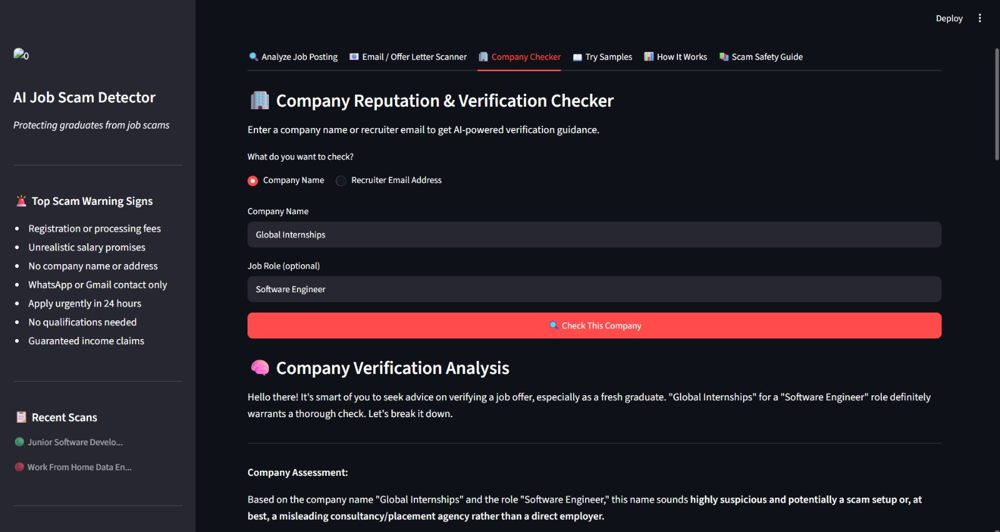 Deploy
0
AI Job Scam Detector
Protecting graduates from job scams
Top Scam Warning Signs
Registration or processing fees
Unrealistic salary promises
No company name or address
WhatsApp or Gmail contact only
Apply urgently in 24 hours
No qualifications needed
Guaranteed income claims
Recent Scans
Junior Software Develo...
Work From Home Data En...
Analyze Job Posting
Email / Offer Letter Scanner
Company Checker
Try Samples
How It Works
Scam Safety Guide
Company Reputation & Verification Checker
Enter a company name or recruiter email to get AI-powered verification guidance.
What do you want to check?
Company Name
Recruiter Email Address
Company Name
Global Internships
Job Role (optional)
Software Engineer
Check This Company
Company Verification Analysis
Hello there! It's smart of you to seek advice on verifying a job offer, especially as a fresh graduate. "Global Internships" for a "Software Engineer" role definitely
warrants a thorough check. Let's break it down.
Company Assessment:
Based on the company name "Global Internships" and the role "Software Engineer," this name sounds highly suspicious and potentially a scam setup or, at
best, a misleading consultancy/placement agency rather than a direct employer.